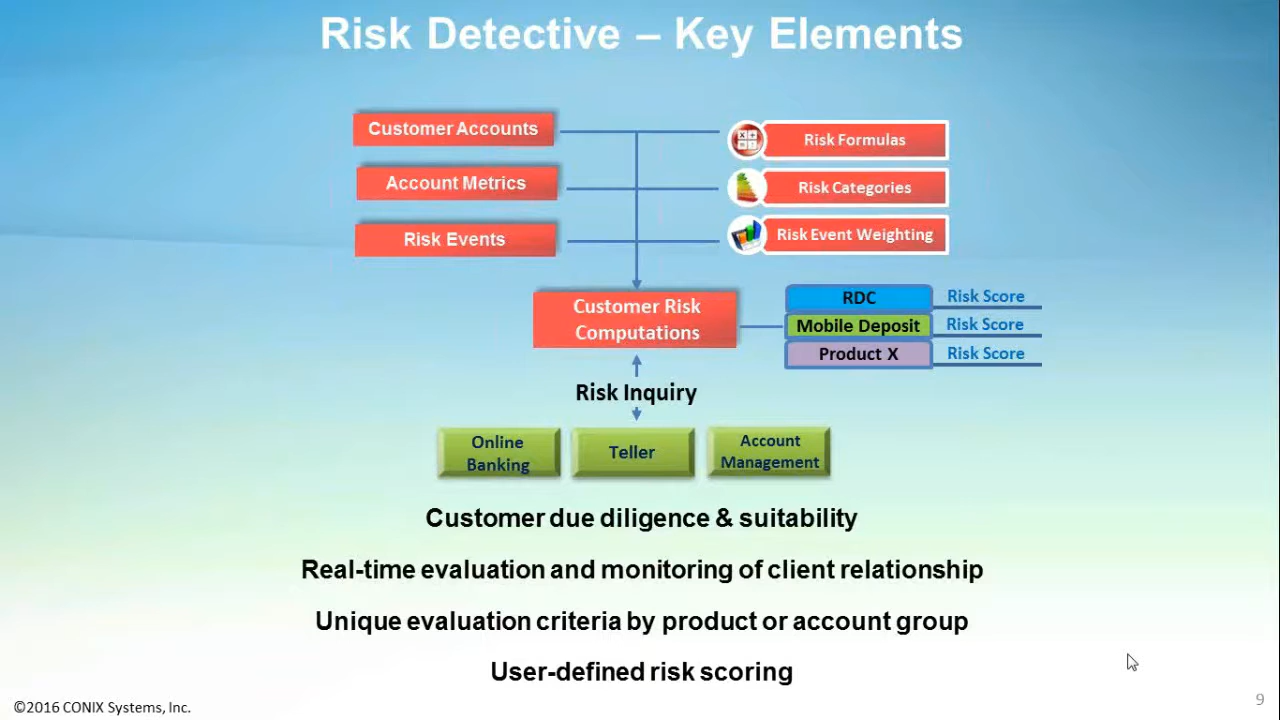 Risk Detective – Key Elements
Customer Accounts
Account Metrics
Risk Events
Risk Formulas
Risk Categories
Risk Event Weighting
Customer Risk
Computations
RDC
Risk Score
Mobile Deposit
Risk Score
Product X
Risk Score
Risk Inquiry
Online
Banking
Teller
Account
Management
Customer due diligence & suitability
Real-time evaluation and monitoring of client relationship
Unique evaluation criteria by product or account group
User-defined risk scoring
©2016 CONIX Systems, Inc.
9